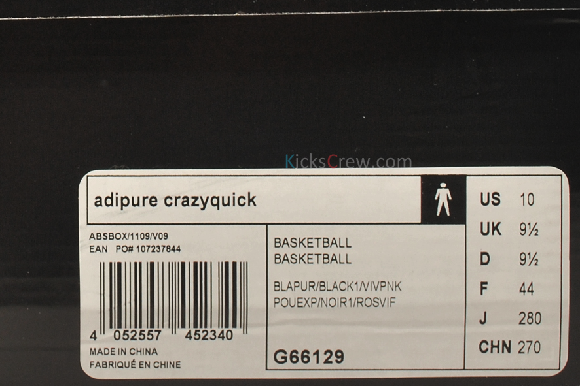 KicksCrew.com
adipure crazyquick
ABSBOX/1109/V09
EAN PO# 107237644
4 052557 452340
MADE IN CHINA
FABRIQUÉ EN CHINE
BASKETBALL
BASKETBALL
BLAPUR/BLACK1/VIVPNK
POUEXP/NOIR1/ROSVIF
G66129
US 10
UK 9½
D 9½
F 44
J 280
CHN 270